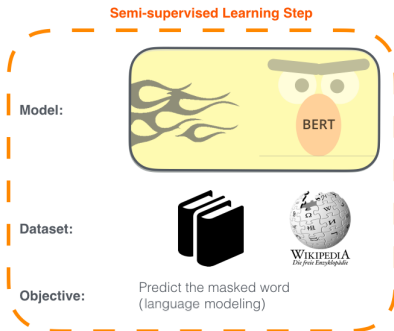 Semi-supervised Learning Step
Model:
BERT
Dataset:
WIKIPEDIA
Die freie Enzyklopädie
Objective:
Predict the masked word
(language modeling)